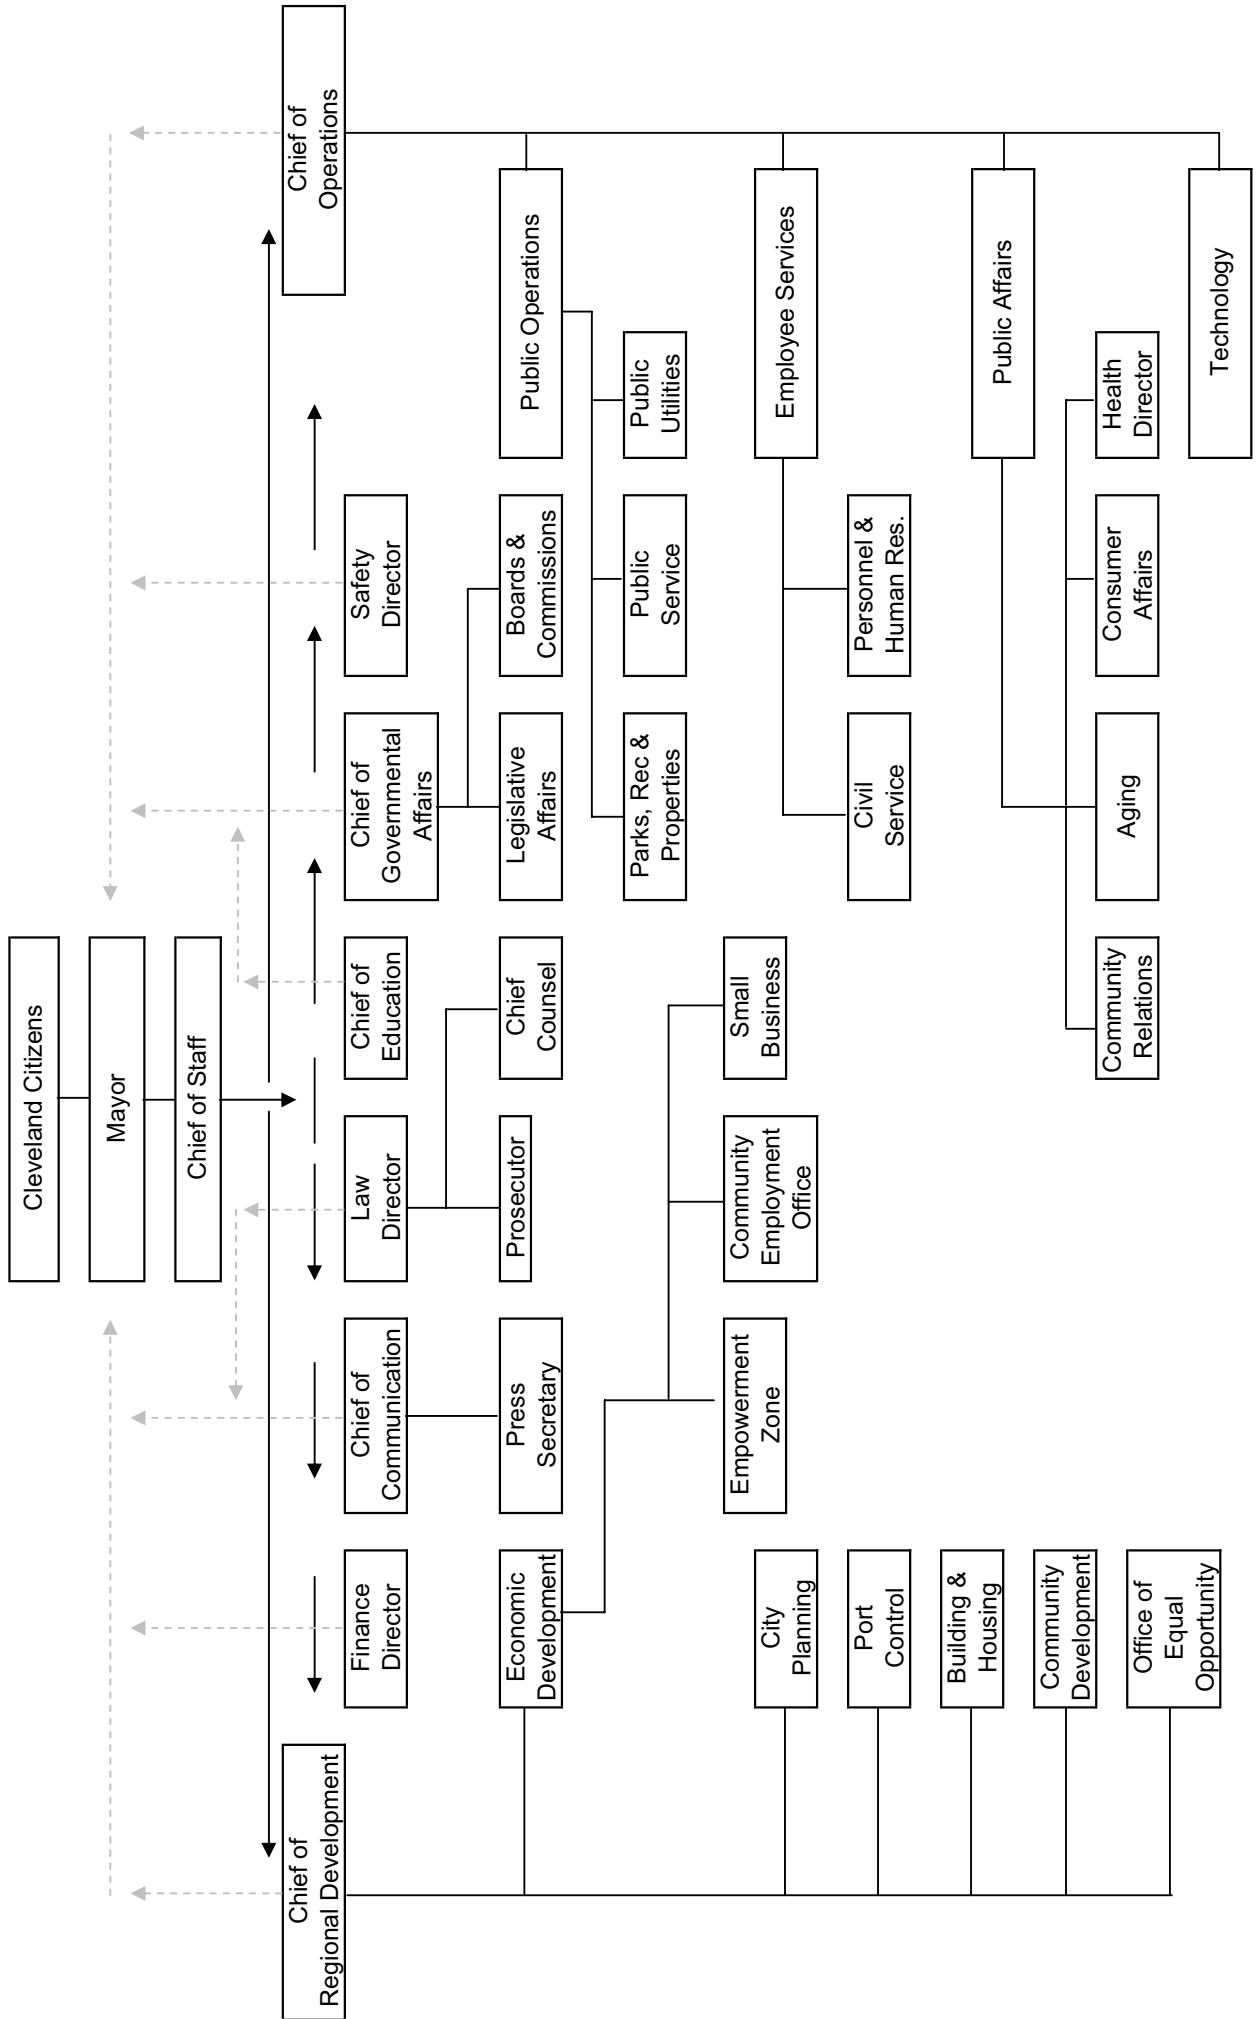 Cleveland Citizens
Mayor
Chief of Staff
Chief of
Regional Development
Chief of
Operations
Finance
Director
Chief of
Communication
Law
Director
Chief of
Education
Chief of
Governmental
Affairs
Safety
Director
Economic
Development
Press
Secretary
Prosecutor
Chief
Counsel
Legislative
Affairs
Boards &
Commissions
Public Operations
Parks, Rec &
Properties
Public
Service
Public
Utilities
Empowerment
Zone
Community
Employment
Office
Small
Business
City
Planning
Employee Services
Port
Control
Civil
Service
Personnel &
Human Res.
Building &
Housing
Public Affairs
Community
Development
Community
Relations
Aging
Consumer
Affairs
Health
Director
Office of
Equal
Opportunity
Technology